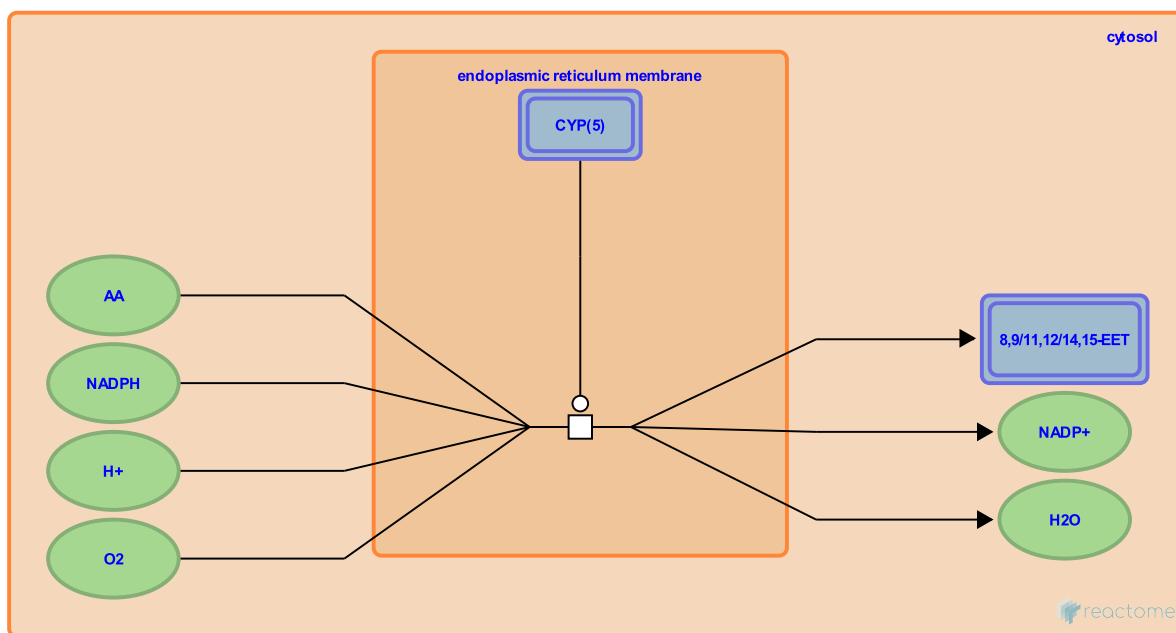 cytosol
endoplasmic reticulum membrane
CYP(5)
AA
NADPH
H+
O2
8,9/11,12/14,15-EET
NADP+
H2O
reactome